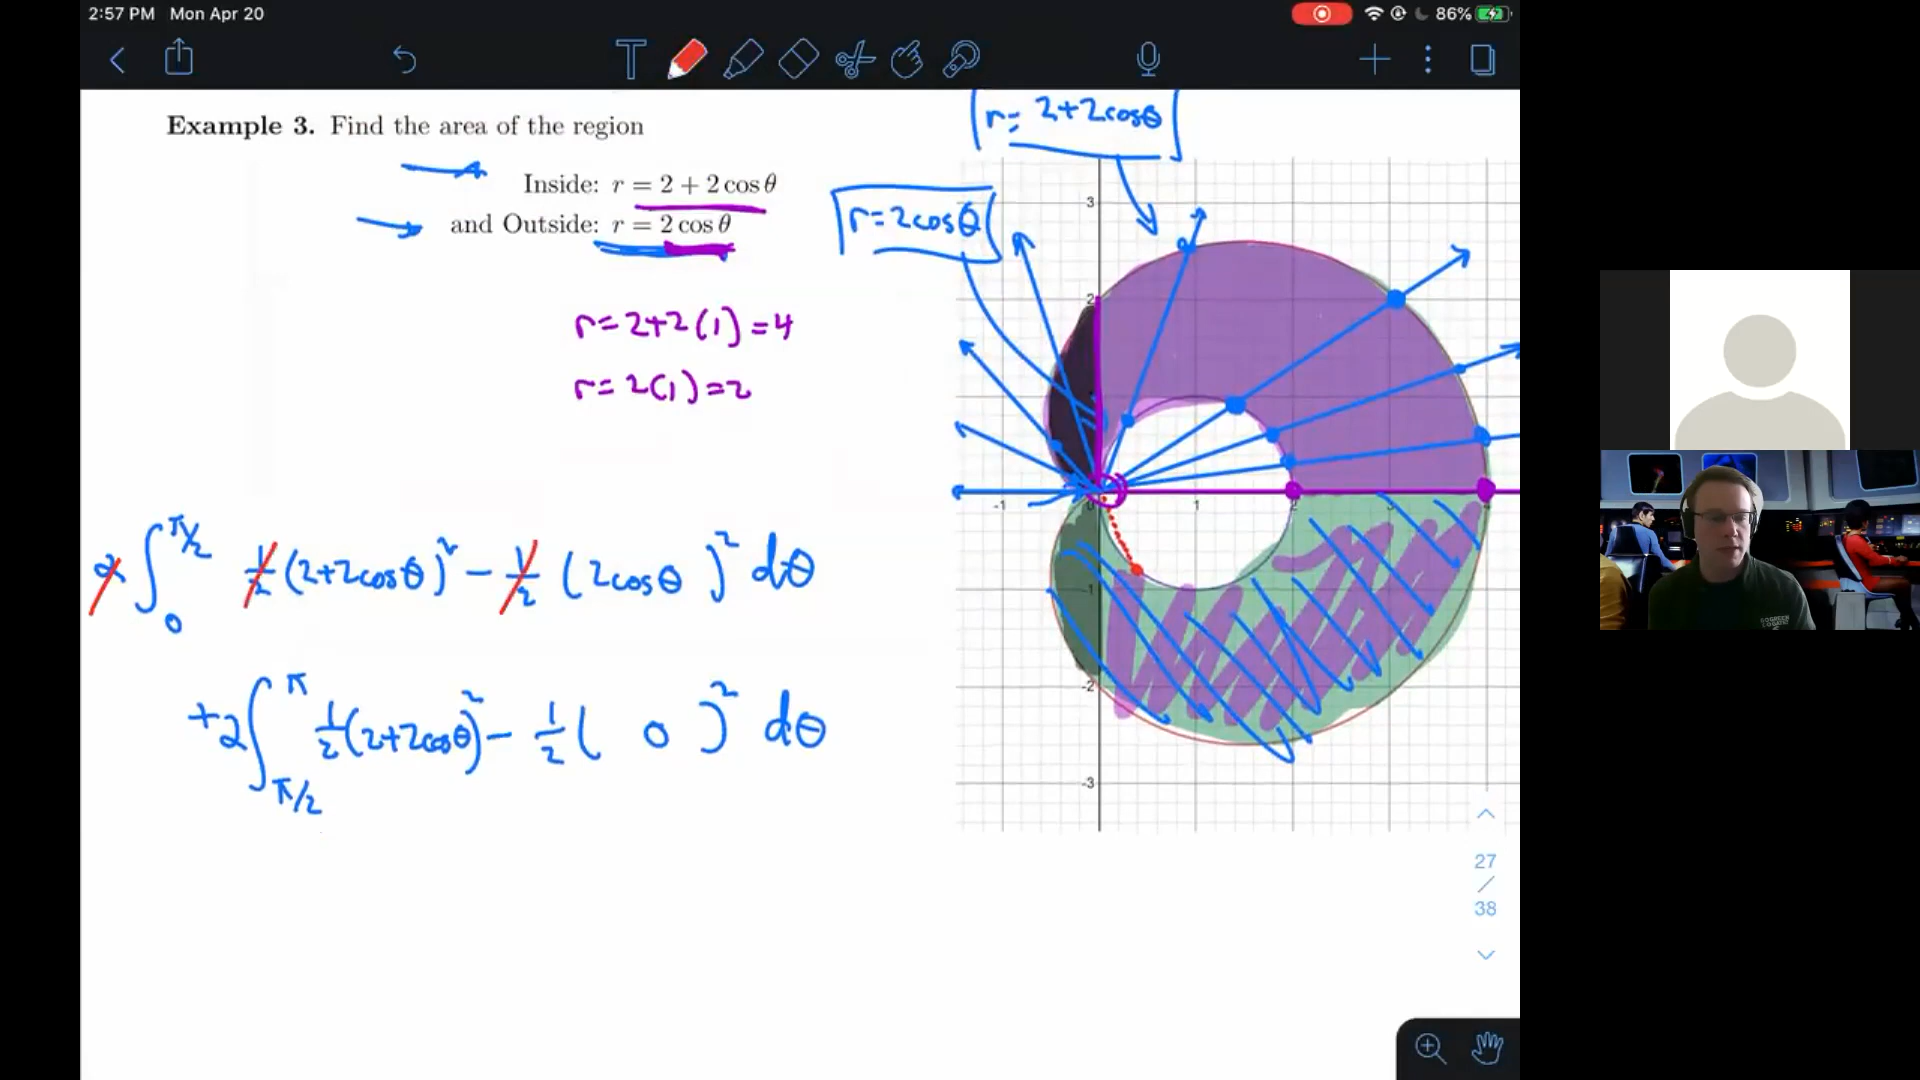 2:57 PM Mon Apr 20
86%
Example 3. Find the area of the region
Inside: r = 2 + 2 cos θ
and Outside: r = 2 cos θ
r = 2+2cosθ
r=2cosθ
r=2+2(1)=4
r=2(1)=2
2∫₀^π/2 ½(2+2cosθ)² − ½(2cosθ)² dθ
+2∫_π/2^π ½(2+2cosθ)² − ½( 0 )² dθ
3
2
-1
0
1
2
-1
-2
-3
27
/
38